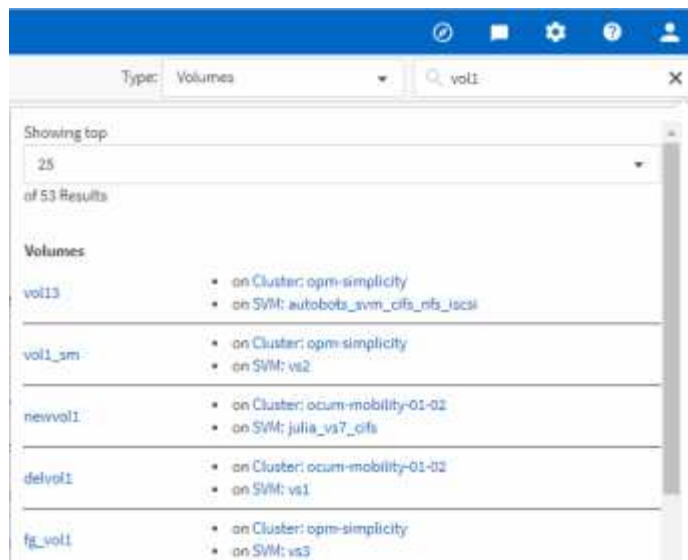 Type: Volumes vol1
Showing top
25
of 53 Results
Volumes
vol13
• on Cluster: opm-simplicity
• on SVM: autobots_svm_cifs_nfs_iscsi
vol1_sm
• on Cluster: opm-simplicity
• on SVM: vs2
newvol1
• on Cluster: ocum-mobility-01-02
• on SVM: julia_vs7_cifs
delvol1
• on Cluster: ocum-mobility-01-02
• on SVM: vs1
fg_vol1
• on Cluster: opm-simplicity
• on SVM: vs3